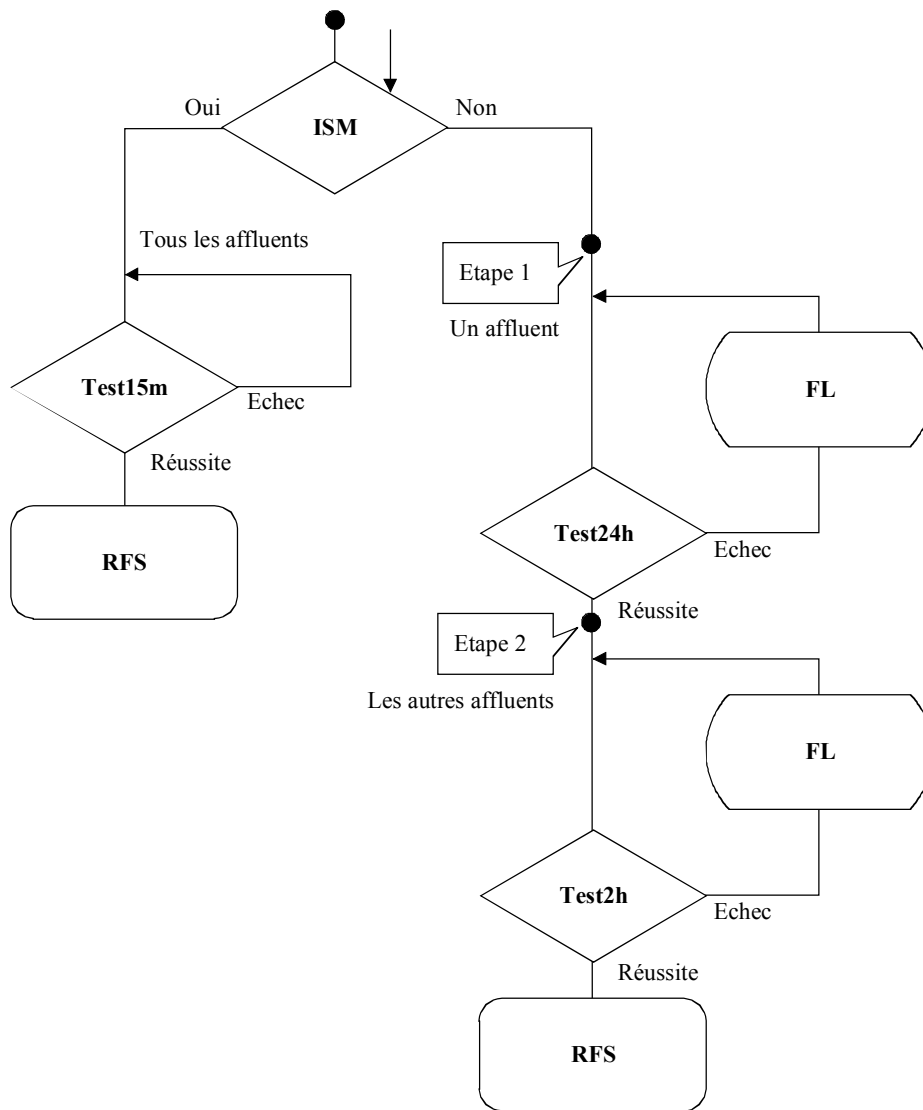 Oui
ISM
Non
Tous les affluents
Test15m
Echec
Réussite
RFS
Etape 1
Un affluent
FL
Test24h
Echec
Réussite
Etape 2
Les autres affluents
FL
Test2h
Echec
Réussite
RFS